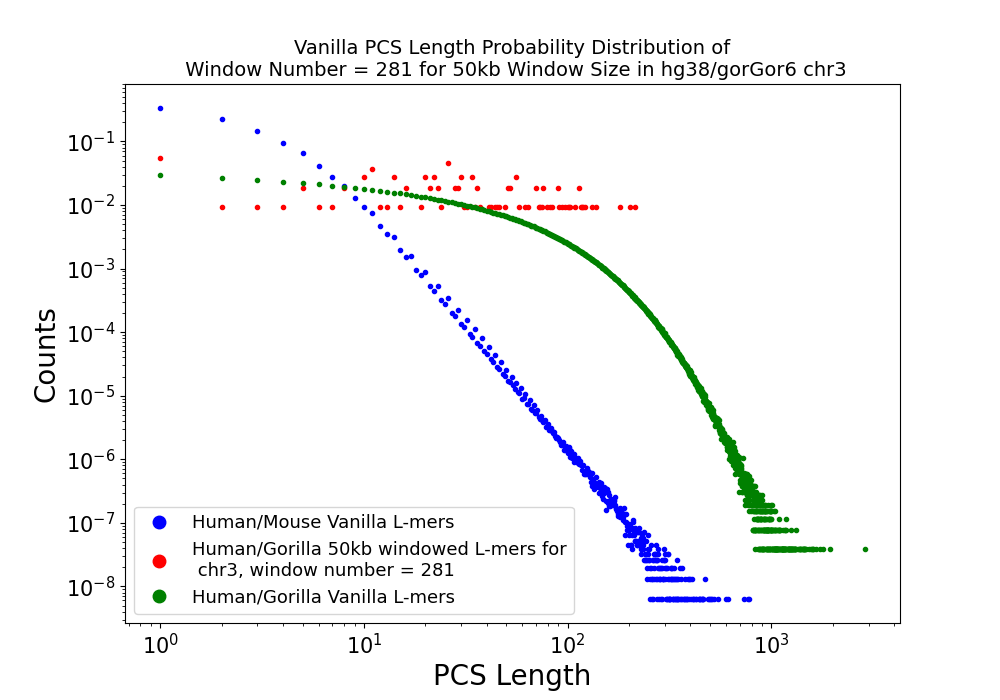 Vanilla PCS Length Probability Distribution of
Window Number = 281 for 50kb Window Size in hg38/gorGor6 chr3
Counts
10⁻¹
10⁻²
10⁻³
10⁻⁴
10⁻⁵
10⁻⁶
10⁻⁷
10⁻⁸
Human/Mouse Vanilla L-mers
Human/Gorilla 50kb windowed L-mers for
chr3, window number = 281
Human/Gorilla Vanilla L-mers
10⁰ 10¹ 10² 10³
PCS Length